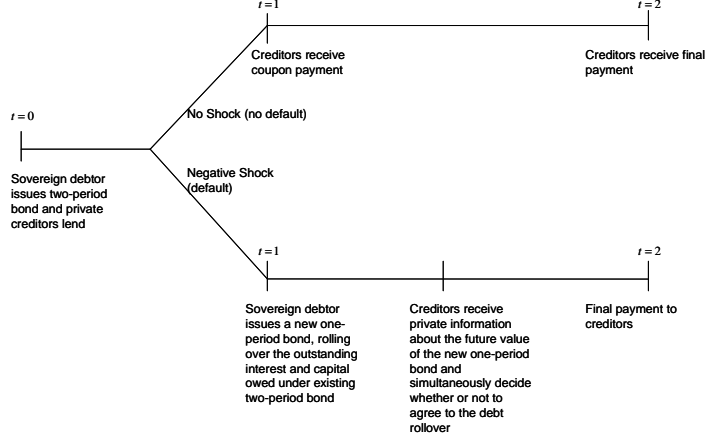 t=1
t=2
Creditors receive
coupon payment
Creditors receive final
payment
t=0
No Shock (no default)
Sovereign debtor
issues two-period
bond and private
creditors lend
Negative Shock
(default)
t=1
t=2
Sovereign debtor
issues a new one-
period bond, rolling
over the outstanding
interest and capital
owed under existing
two-period bond
Creditors receive
private information
about the future value
of the new one-period
bond and
simultaneously decide
whether or not to
agree to the debt
rollover
Final payment to
creditors